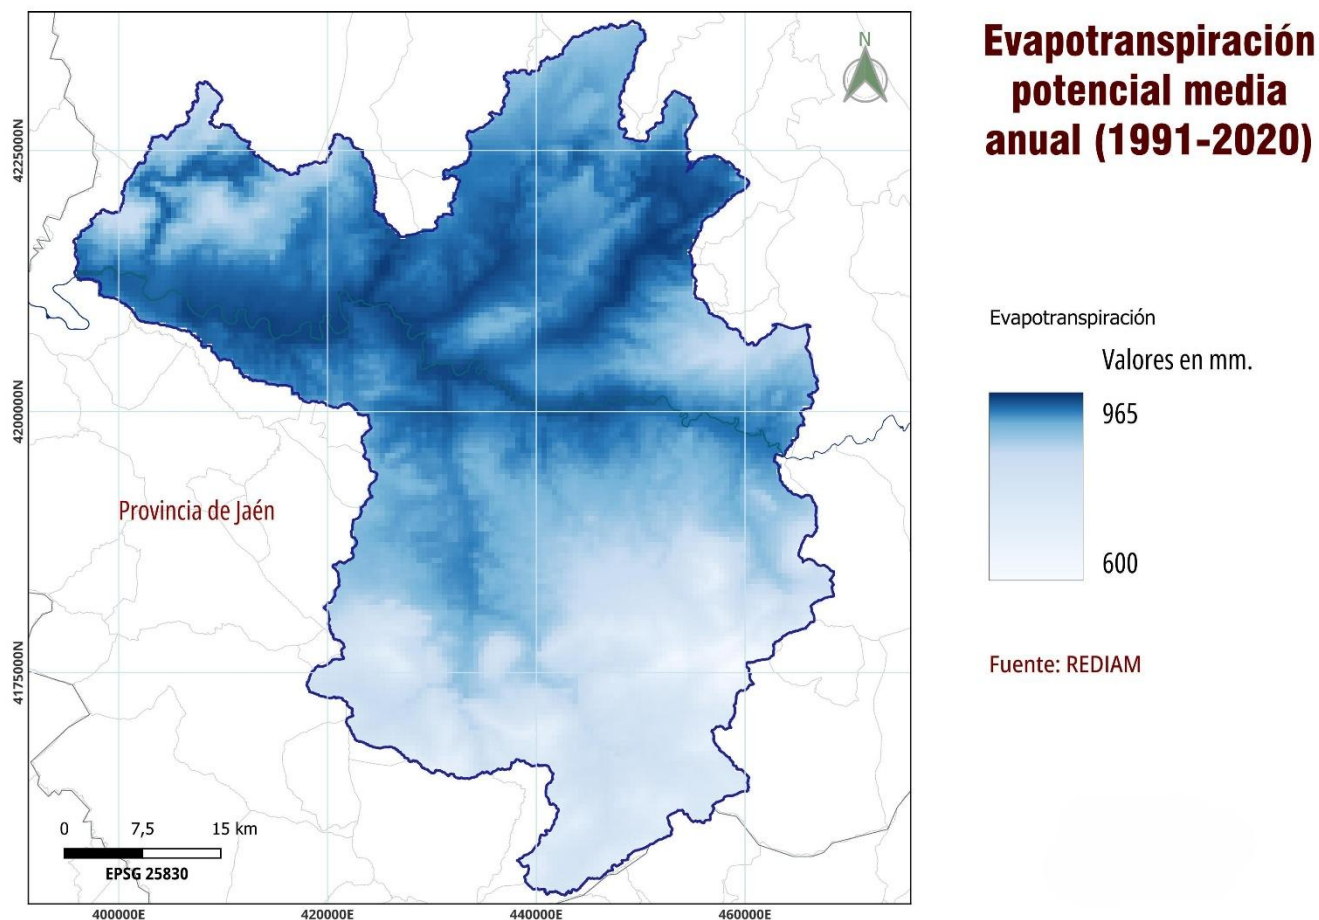 Evapotranspiración
potencial media
anual (1991-2020)
N
4225000N
4200000N
4175000N
Provincia de Jaén
0 7,5 15 km
EPSG 25830
400000E 420000E 440000E 460000E
Evapotranspiración
Valores en mm.
965
600
Fuente: REDIAM